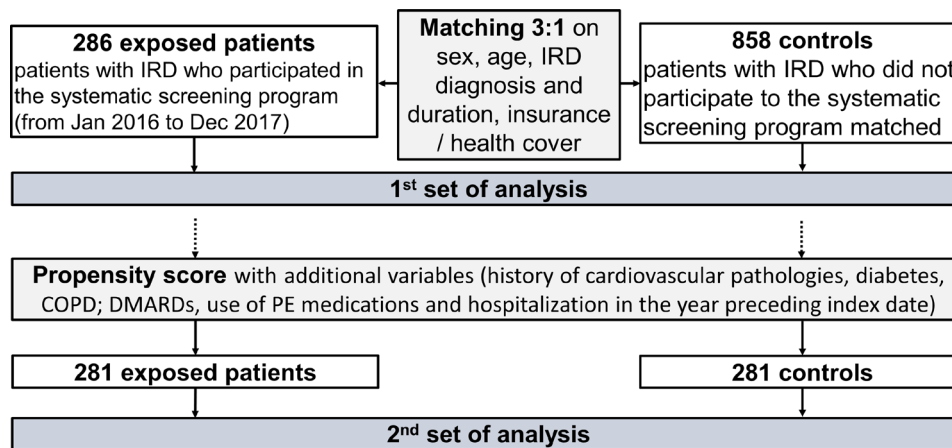 286 exposed patients
patients with IRD who participated in
the systematic screening program
(from Jan 2016 to Dec 2017)
Matching 3:1 on
sex, age, IRD
diagnosis and
duration, insurance
/ health cover
858 controls
patients with IRD who did not
participate to the systematic
screening program matched
1st set of analysis
Propensity score with additional variables (history of cardiovascular pathologies, diabetes,
COPD; DMARDs, use of PE medications and hospitalization in the year preceding index date)
281 exposed patients
281 controls
2nd set of analysis